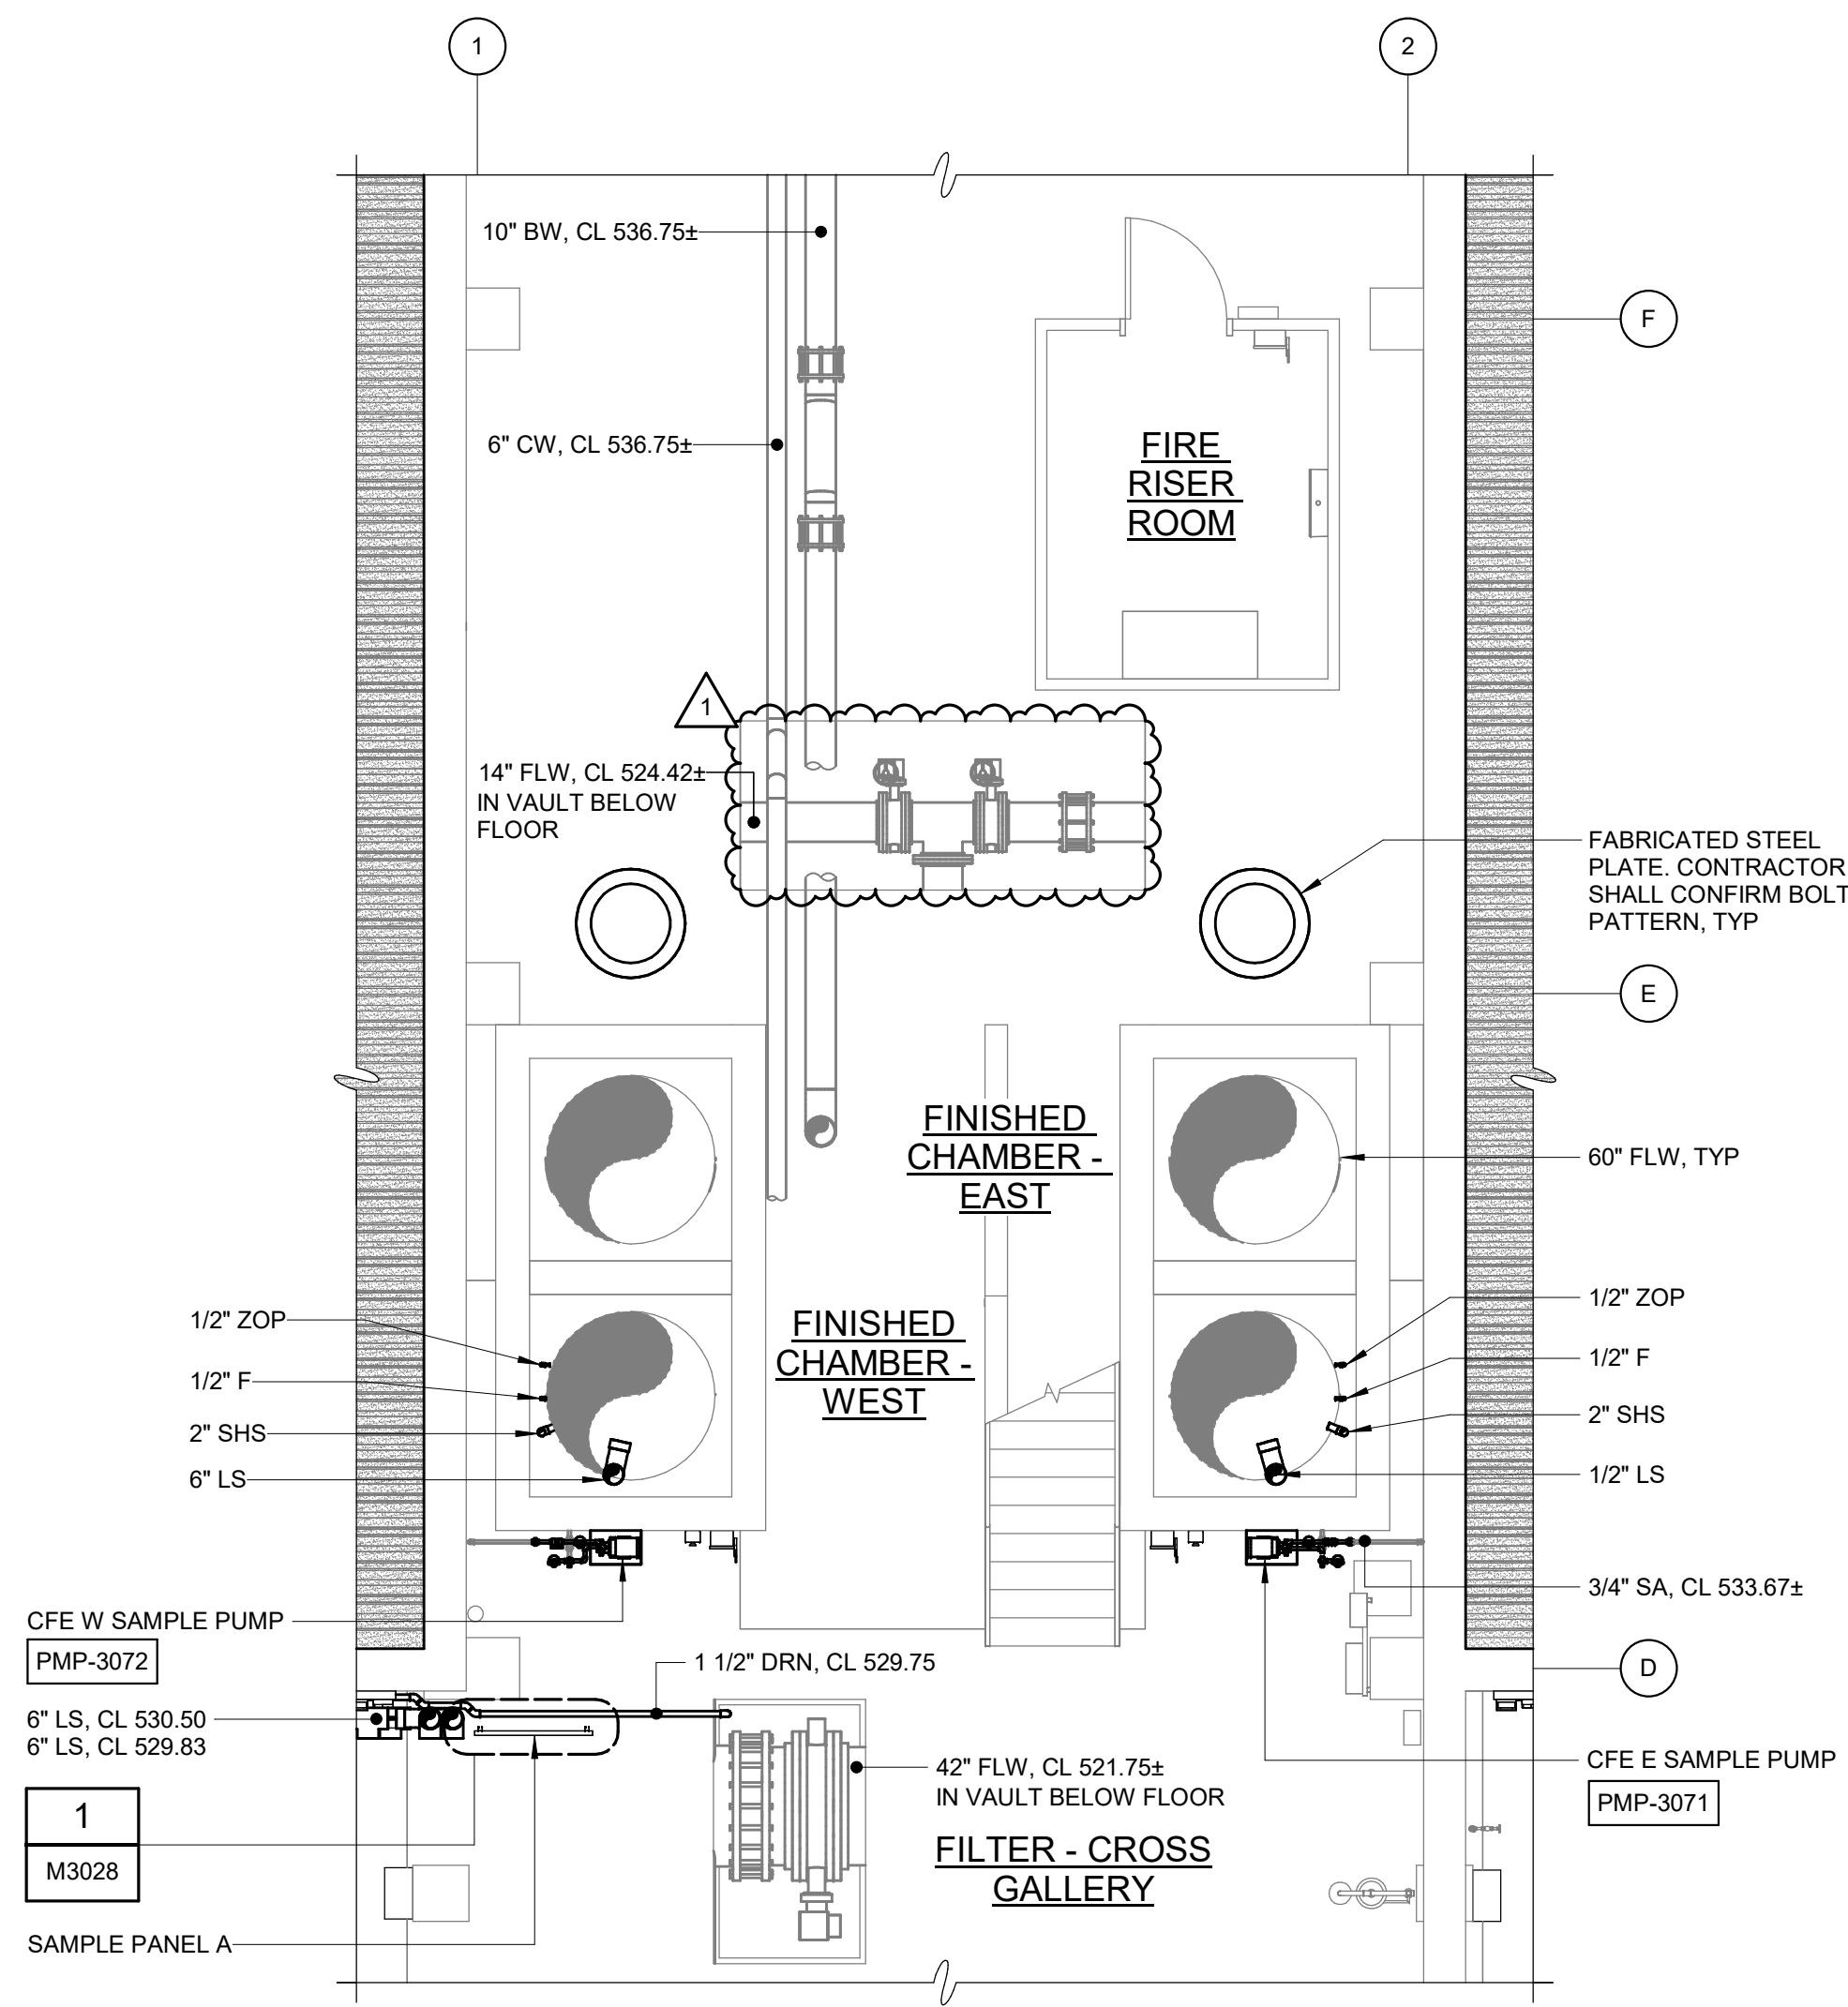 1
2
10" BW, CL 536.75±
F
6" CW, CL 536.75±
FIRE
RISER
ROOM
1
14" FLW, CL 524.42±
IN VAULT BELOW
FLOOR
FABRICATED STEEL
PLATE. CONTRACTOR
SHALL CONFIRM BOLT
PATTERN, TYP
E
FINISHED
CHAMBER -
EAST
60" FLW, TYP
1/2" ZOP
1/2" F
2" SHS
6" LS
FINISHED
CHAMBER -
WEST
1/2" ZOP
1/2" F
2" SHS
1/2" LS
3/4" SA, CL 533.67±
CFE W SAMPLE PUMP
PMP-3072
1 1/2" DRN, CL 529.75
D
6" LS, CL 530.50
6" LS, CL 529.83
42" FLW, CL 521.75±
IN VAULT BELOW FLOOR
CFE E SAMPLE PUMP
PMP-3071
1
M3028
FILTER - CROSS
GALLERY
SAMPLE PANEL A